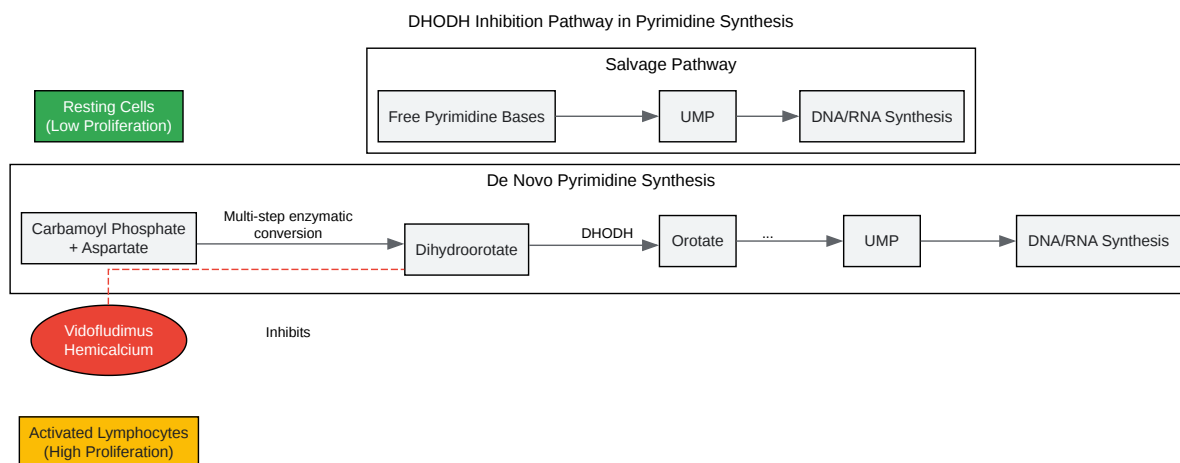 DHODH Inhibition Pathway in Pyrimidine Synthesis
Salvage Pathway
Resting Cells
(Low Proliferation)
Free Pyrimidine Bases
UMP
DNA/RNA Synthesis
De Novo Pyrimidine Synthesis
Carbamoyl Phosphate
+ Aspartate
Multi-step enzymatic
conversion
Dihydroorotate
DHODH
Orotate
...
UMP
DNA/RNA Synthesis
Vidofludimus
Hemicalcium
Inhibits
Activated Lymphocytes
(High Proliferation)